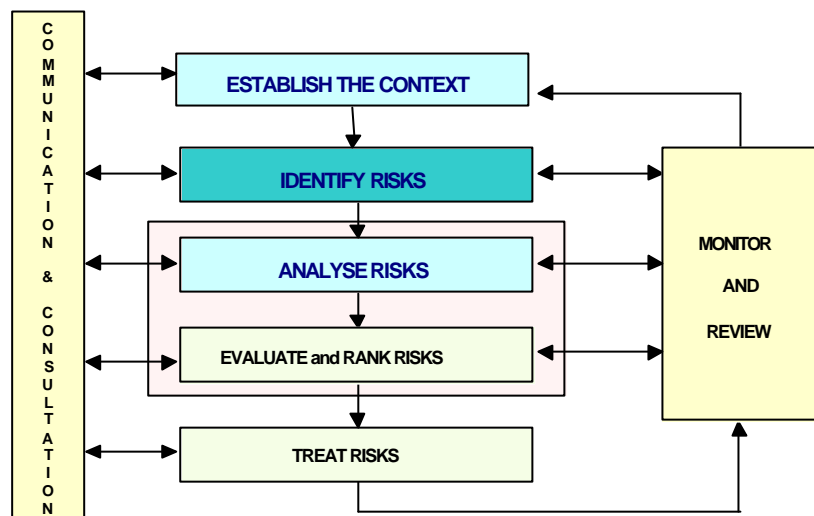 COMMUNICATION & CONSULTATION
ESTABLISH THE CONTEXT
IDENTIFY RISKS
ANALYSE RISKS
EVALUATE and RANK RISKS
TREAT RISKS
MONITOR
AND
REVIEW